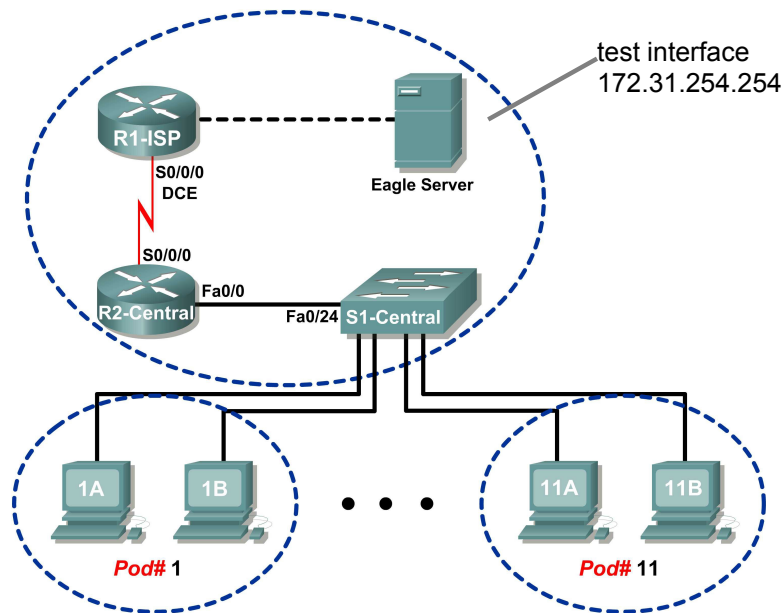 test interface
172.31.254.254
R1-ISP
Eagle Server
S0/0/0
DCE
S0/0/0
Fa0/0
R2-Central
Fa0/24
S1-Central
1A
1B
11A
11B
Pod# 1
Pod# 11